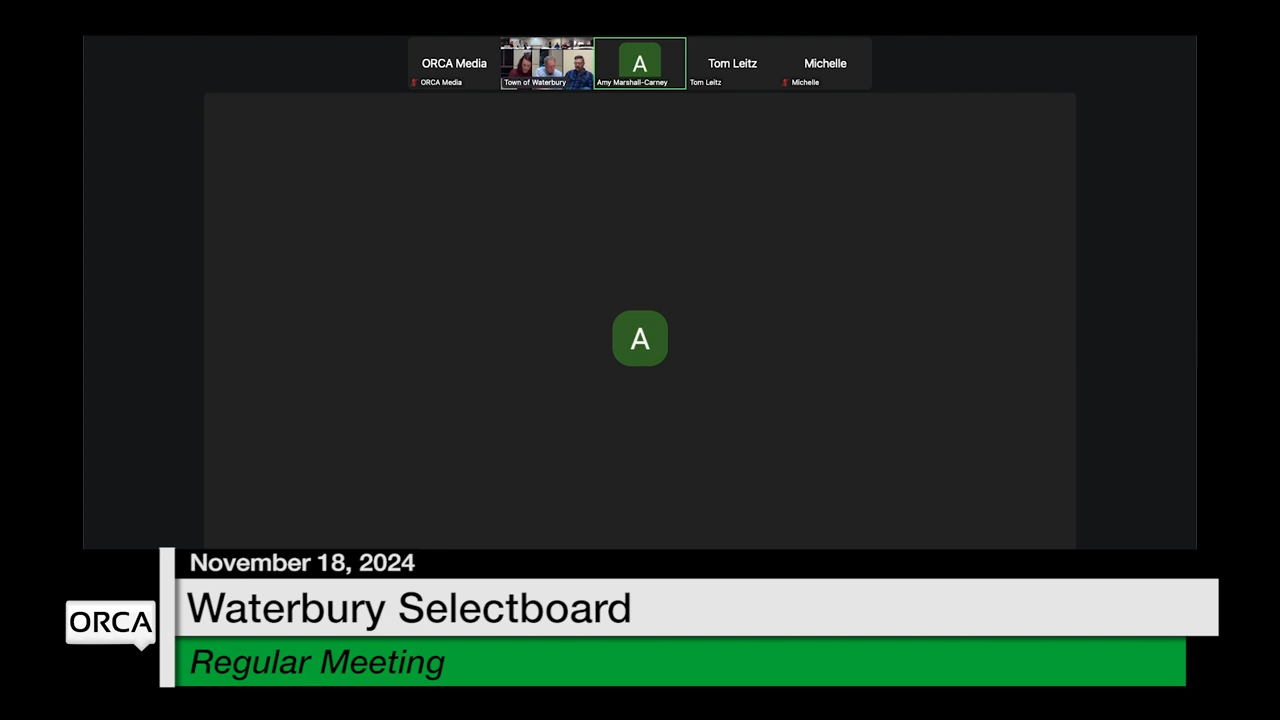 ORCA Media
ORCA Media
Town of Waterbury
A
Amy Marshall-Carney
Tom Leitz
Tom Leitz
Michelle
Michelle
A
November 18, 2024
Waterbury Selectboard
ORCA
Regular Meeting